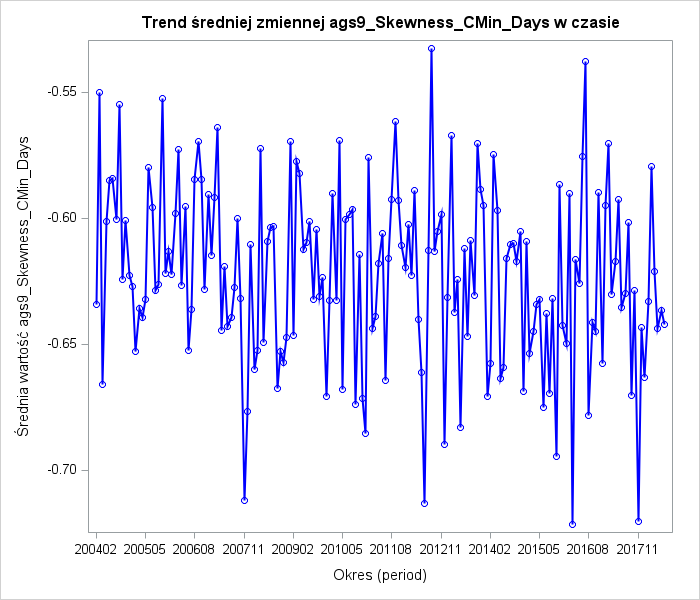 Trend średniej zmiennej ags9_Skewness_CMin_Days w czasie
Średnia wartość ags9_Skewness_CMin_Days
-0.55
-0.60
-0.65
-0.70
200402 200505 200608 200711 200902 201005 201108 201211 201402 201505 201608 201711
Okres (period)